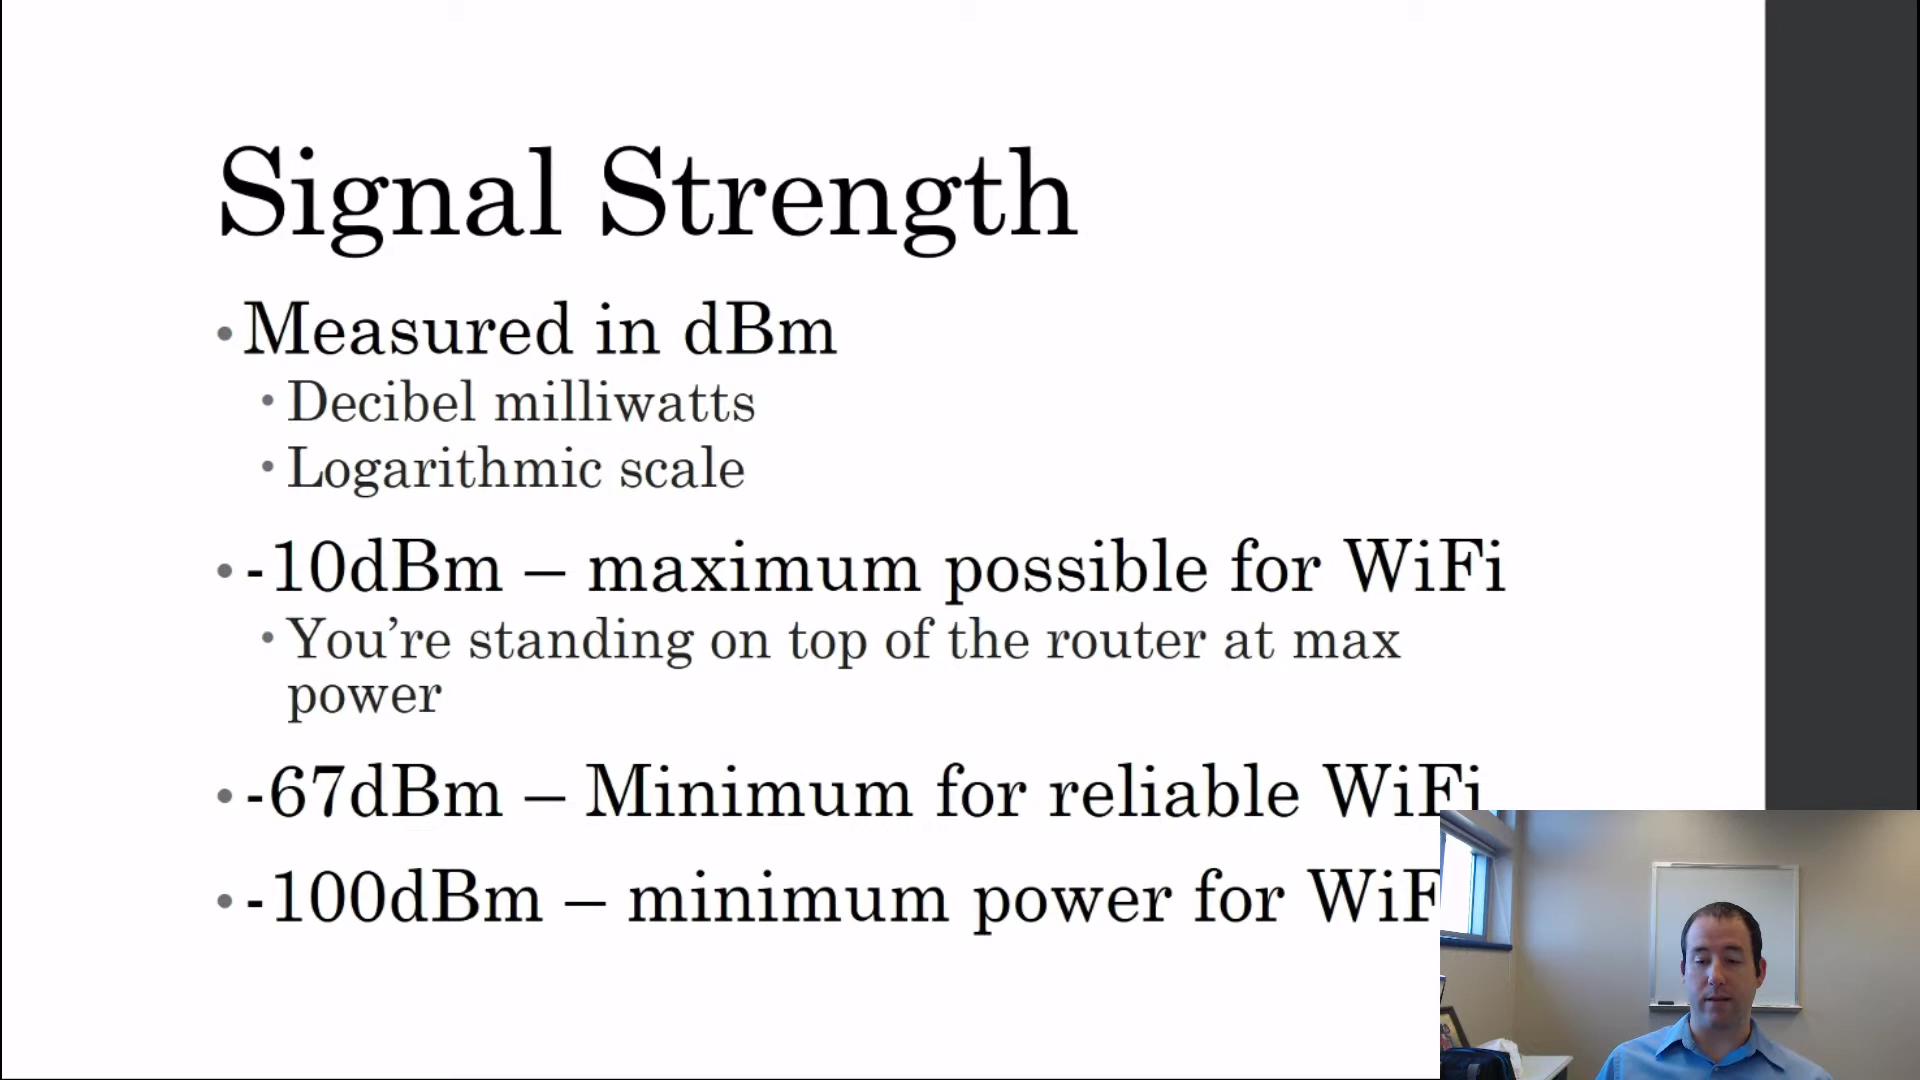 Signal Strength
• Measured in dBm
• Decibel milliwatts
• Logarithmic scale
• -10dBm – maximum possible for WiFi
• You’re standing on top of the router at max
power
• -67dBm – Minimum for reliable WiFi
• -100dBm – minimum power for